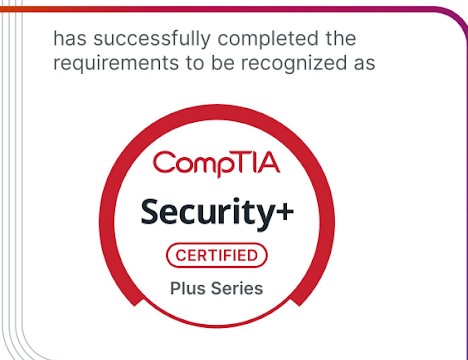 has successfully completed the
requirements to be recognized as
CompTIA
Security+
CERTIFIED
Plus Series